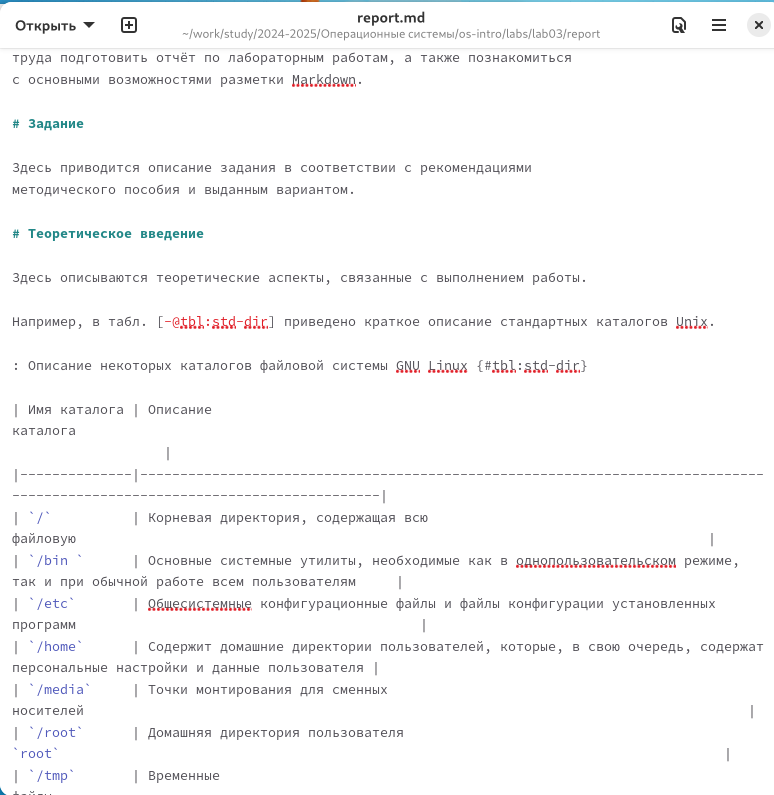 Открыть
report.md
~/work/study/2024-2025/Операционные системы/os-intro/labs/lab03/report
труда подготовить отчёт по лабораторным работам, а также познакомиться
с основными возможностями разметки Markdown.
# Задание
Здесь приводится описание задания в соответствии с рекомендациями
методического пособия и выданным вариантом.
# Теоретическое введение
Здесь описываются теоретические аспекты, связанные с выполнением работы.
Например, в табл. [-@tbl:std-dir] приведено краткое описание стандартных каталогов Unix.
: Описание некоторых каталогов файловой системы GNU Linux {#tbl:std-dir}
| Имя каталога | Описание
каталога
|
|--------------|------------------------------------------------------------------------------
----------------------------------------------|
| `/`          | Корневая директория, содержащая всю
файловую                                                                               |
| `/bin `      | Основные системные утилиты, необходимые как в однопользовательском режиме,
так и при обычной работе всем пользователям     |
| `/etc`       | Общесистемные конфигурационные файлы и файлы конфигурации установленных
программ                                           |
| `/home`      | Содержит домашние директории пользователей, которые, в свою очередь, содержат
персональные настройки и данные пользователя |
| `/media`     | Точки монтирования для сменных
носителей                                                                                   |
| `/root`      | Домашняя директория пользователя
`root`                                                                                   |
| `/tmp`       | Временные
файлы